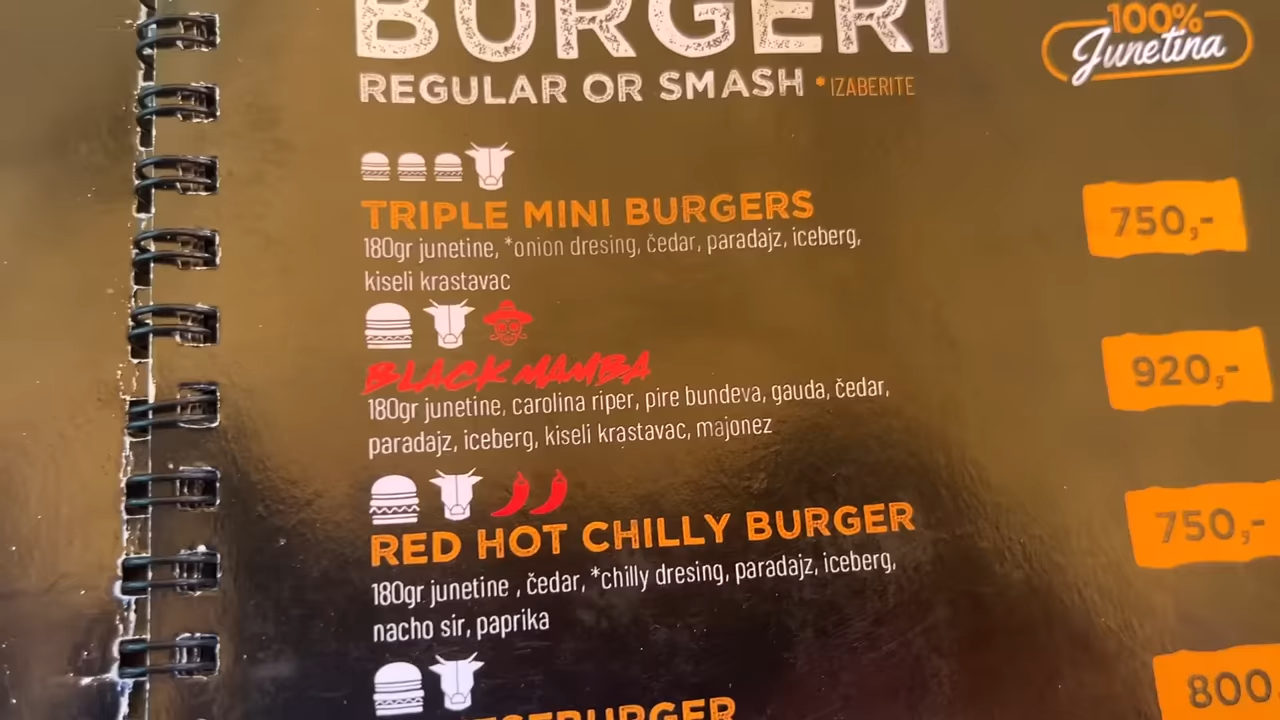 BURGERI
100%
Junetina
REGULAR OR SMASH *IZABERITE
TRIPLE MINI BURGERS
750,-
180gr junetine, *onion dresing, čedar, paradajz, iceberg,
kiseli krastavac
BLACK MAMBA
920,-
180gr junetine, carolina riper, pire bundeva, gauda, čedar,
paradajz, iceberg, kiseli krastavac, majonez
RED HOT CHILLY BURGER
750,-
180gr junetine , čedar, *chilly dresing, paradajz, iceberg,
nacho sir, paprika
800